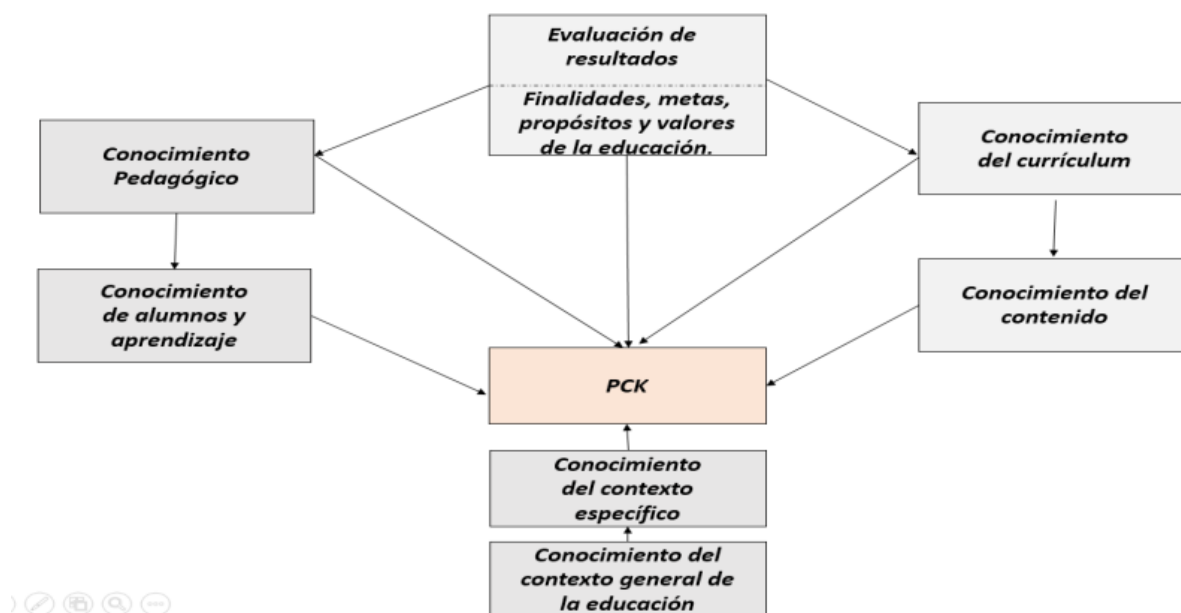 Evaluación de
resultados
Finalidades, metas,
propósitos y valores
de la educación.
Conocimiento
Pedagógico
Conocimiento
del currículum
Conocimiento
de alumnos y
aprendizaje
Conocimiento del
contenido
PCK
Conocimiento
del contexto
específico
Conocimiento del
contexto general de
la educación